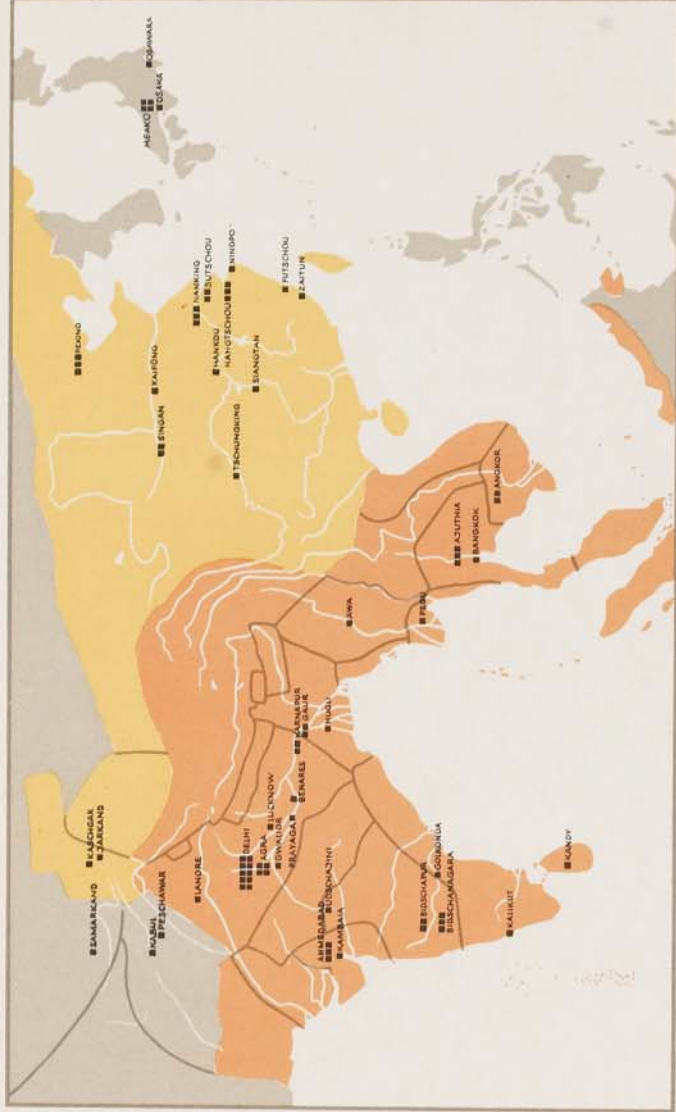 SAMARKAND
KASCHGAR
JARKAND
KABUL
PESCHAWAR
LAHORE
DELHI
AGRA
LUCKNOW
GWALIOR
PRAYAGA
BENARES
GAUR
HUGLI
AHMEDABAD
KAMBAIA
UDSCHAJINI
BIDSCHAPUR
GOLKONDA
BIDSCHANAGARA
KALIKUT
KANDY
AWA
PEGU
AJUTHIA
BANGKOK
ANGKOR
PEKING
KAIFÖNG
SINGAN
NANKING
SUTSCHOU
NINGPO
HANKOU
HANGTSCHOU
SIANGTAN
TSCHUNGKING
FUTSCHOU
ZAITUN
MEAKO
OSAKA